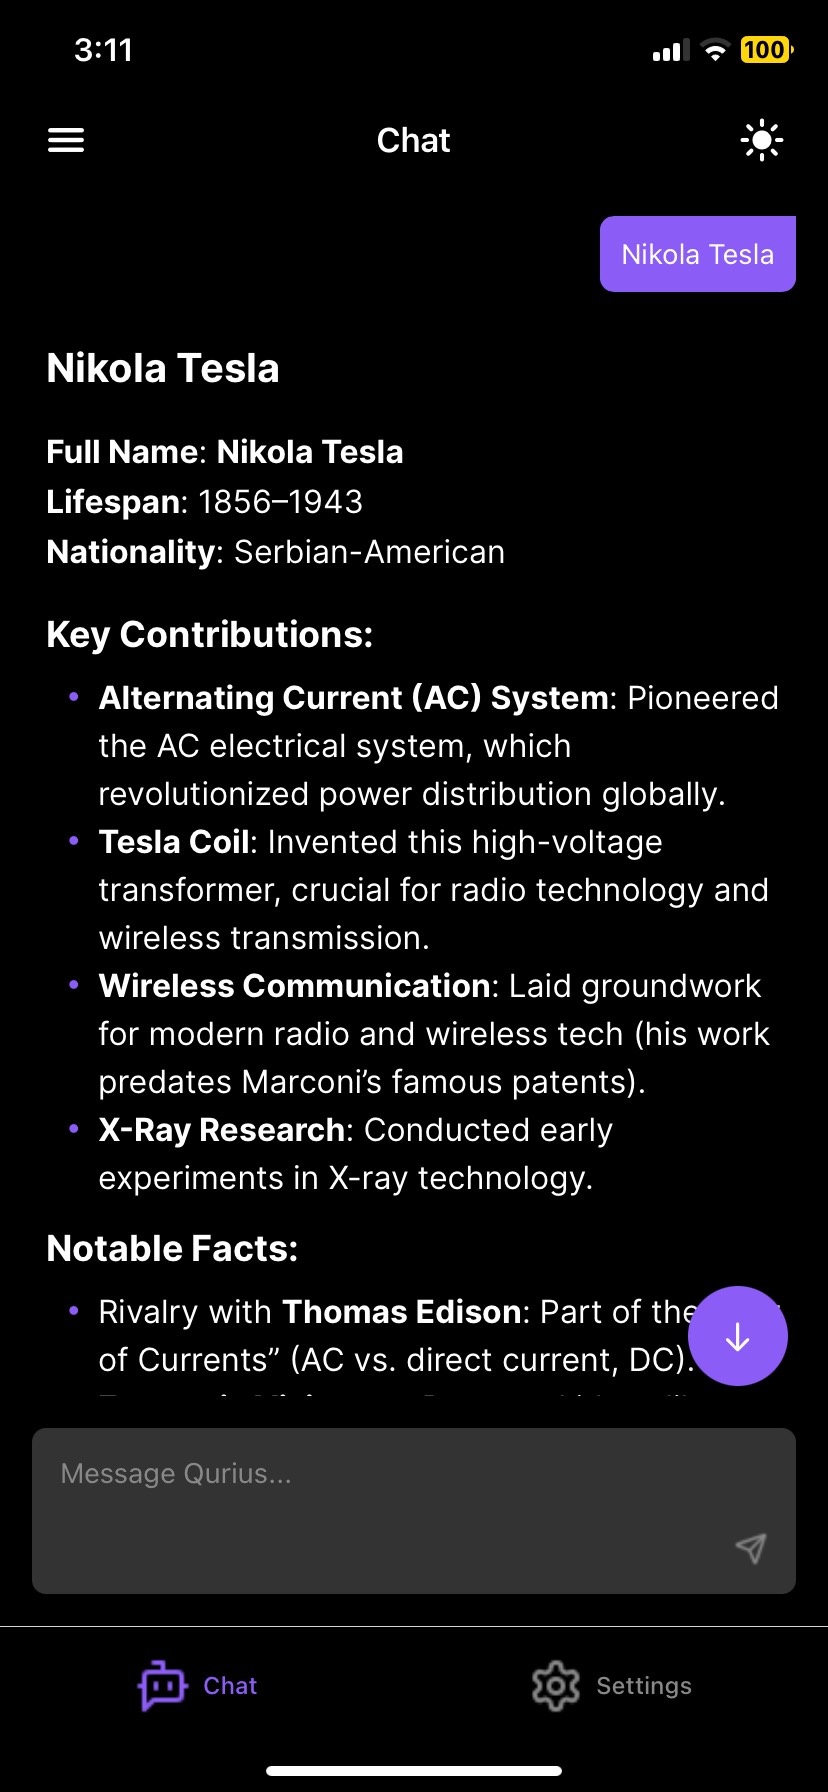 3:11
100
Chat
Nikola Tesla
Nikola Tesla
Full Name: Nikola Tesla
Lifespan: 1856–1943
Nationality: Serbian-American
Key Contributions:
• Alternating Current (AC) System: Pioneered
the AC electrical system, which
revolutionized power distribution globally.
• Tesla Coil: Invented this high-voltage
transformer, crucial for radio technology and
wireless transmission.
• Wireless Communication: Laid groundwork
for modern radio and wireless tech (his work
predates Marconi’s famous patents).
• X-Ray Research: Conducted early
experiments in X-ray technology.
Notable Facts:
• Rivalry with Thomas Edison: Part of the
of Currents” (AC vs. direct current, DC).
Message Qurius...
Chat
Settings